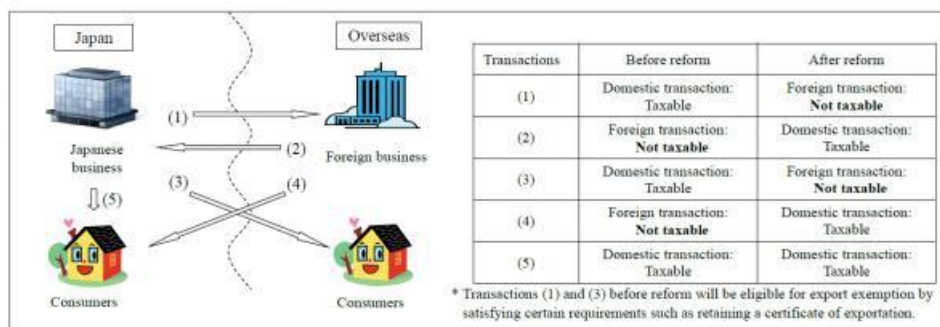 Japan
Overseas
(1)
(2)
Japanese
business
Foreign business
(3)
(4)
(5)
Consumers
Consumers
Transactions Before reform After reform
(1) Domestic transaction: Taxable Foreign transaction: Not taxable
(2) Foreign transaction: Not taxable Domestic transaction: Taxable
(3) Domestic transaction: Taxable Foreign transaction: Not taxable
(4) Foreign transaction: Not taxable Domestic transaction: Taxable
(5) Domestic transaction: Taxable Domestic transaction: Taxable
* Transactions (1) and (3) before reform will be eligible for export exemption by
satisfying certain requirements such as retaining a certificate of exportation.